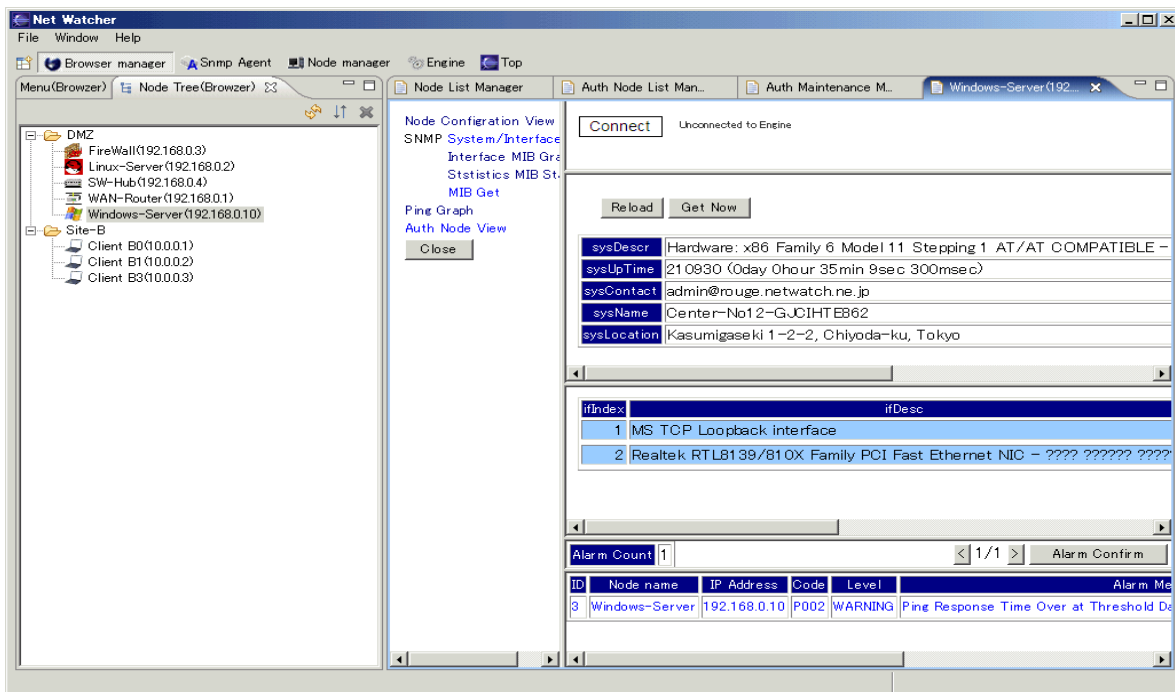 Net Watcher
File Window Help
Browser manager Snmp Agent Node manager Engine Top
Menu(Browser) Node Tree(Browser)
Node List Manager Auth Node List Man... Auth Maintenance M... Windows-Server(192...
DMZ
FireWall(192.168.0.3)
Linux-Server(192.168.0.2)
SW-Hub(192.168.0.4)
WAN-Router(192.168.0.1)
Windows-Server(192.168.0.10)
Site-B
Client B0(10.0.0.1)
Client B1(10.0.0.2)
Client B3(10.0.0.3)
Node Configration View
SNMP System/Interface
Interface MIB Gra
Ststistics MIB St
MIB Get
Ping Graph
Auth Node View
Close
Connect Unconnected to Engine
Reload Get Now
sysDescr Hardware: x86 Family 6 Model 11 Stepping 1 AT/AT COMPATIBLE -
sysUpTime 210930 (0day 0hour 35min 9sec 300msec)
sysContact admin@rouge.netwatch.ne.jp
sysName Center-No12-GJCIHTEB62
sysLocation Kasumigaseki 1-2-2, Chiyoda-ku, Tokyo
ifIndex ifDesc
1 MS TCP Loopback interface
2 Realtek RTL8139/810X Family PCI Fast Ethernet NIC - ???? ?????? ????
Alarm Count 1 < 1/1 > Alarm Confirm
ID Node name IP Address Code Level Alarm Me
3 Windows-Server 192.168.0.10 P002 WARNING Ping Response Time Over at Threshold Da